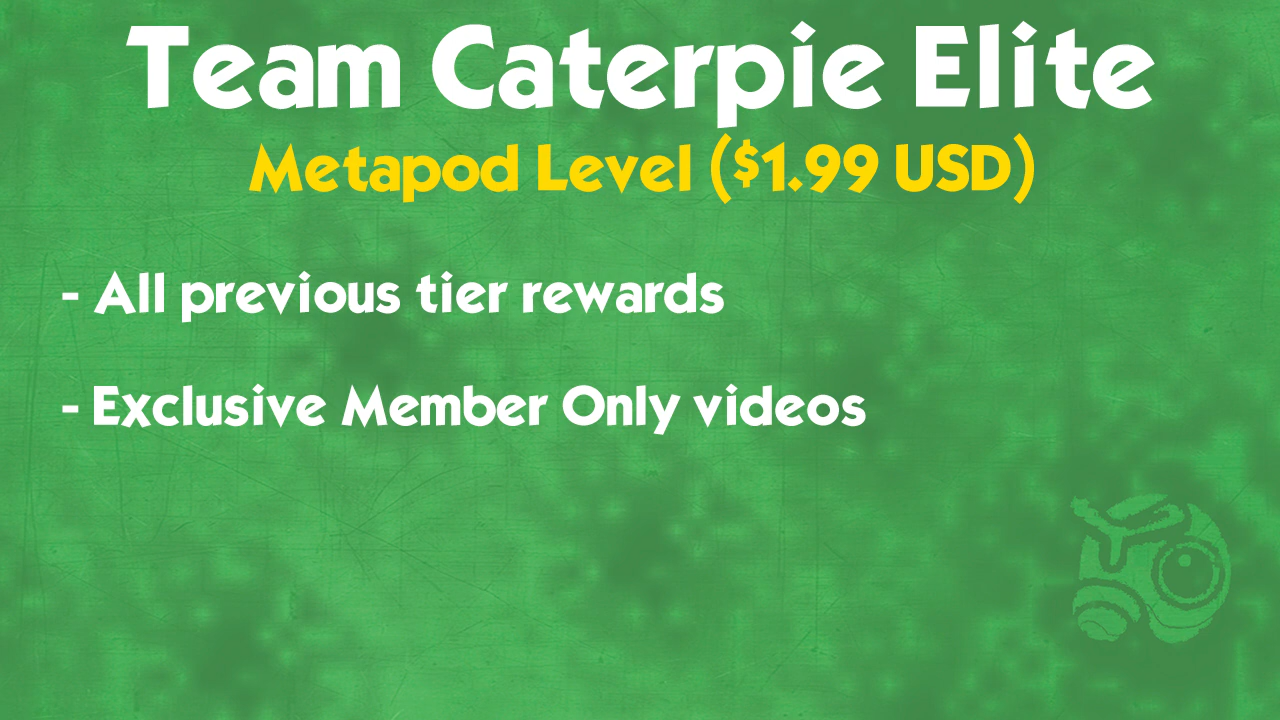 Team Caterpie Elite
Metapod Level ($1.99 USD)
- All previous tier rewards
- Exclusive Member Only videos